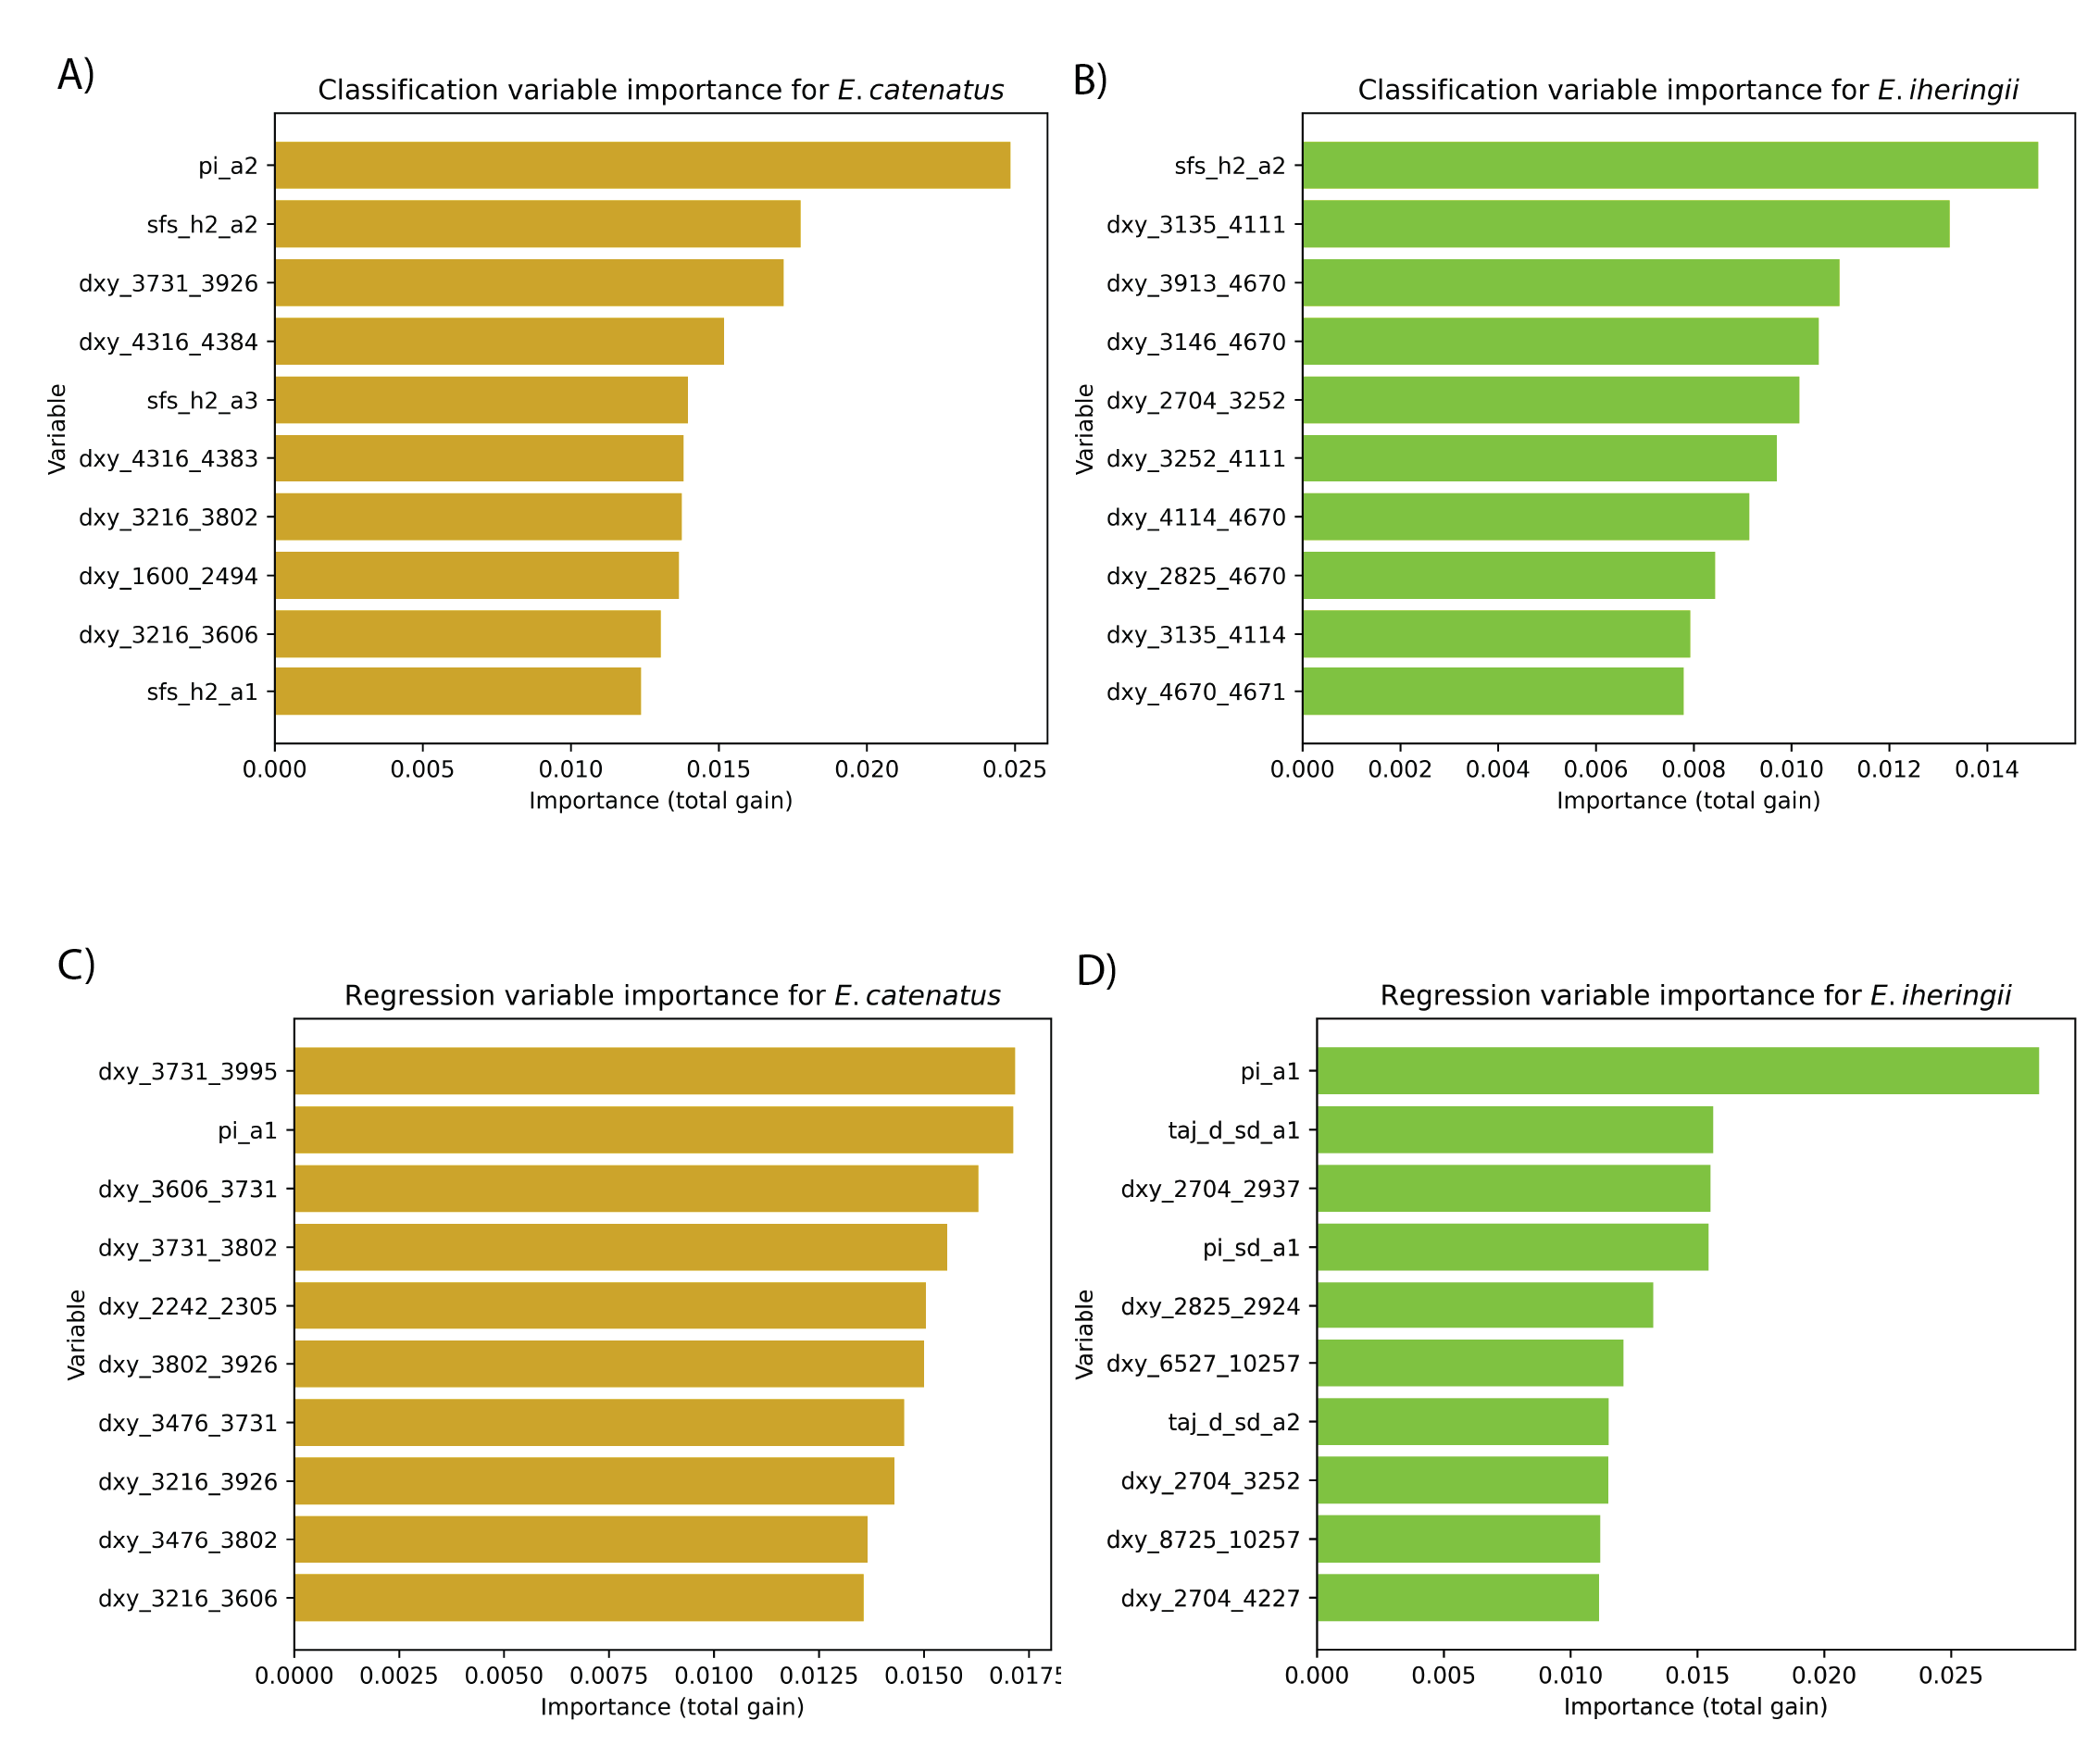 A)
Classification variable importance for E. catenatus
Variable
pi_a2
sfs_h2_a2
dxy_3731_3926
dxy_4316_4384
sfs_h2_a3
dxy_4316_4383
dxy_3216_3802
dxy_1600_2494
dxy_3216_3606
sfs_h2_a1
0.000 0.005 0.010 0.015 0.020 0.025
Importance (total gain)
B)
Classification variable importance for E. iheringii
Variable
sfs_h2_a2
dxy_3135_4111
dxy_3913_4670
dxy_3146_4670
dxy_2704_3252
dxy_3252_4111
dxy_4114_4670
dxy_2825_4670
dxy_3135_4114
dxy_4670_4671
0.000 0.002 0.004 0.006 0.008 0.010 0.012 0.014
Importance (total gain)
C)
Regression variable importance for E. catenatus
Variable
dxy_3731_3995
pi_a1
dxy_3606_3731
dxy_3731_3802
dxy_2242_2305
dxy_3802_3926
dxy_3476_3731
dxy_3216_3926
dxy_3476_3802
dxy_3216_3606
0.0000 0.0025 0.0050 0.0075 0.0100 0.0125 0.0150 0.0175
Importance (total gain)
D)
Regression variable importance for E. iheringii
Variable
pi_a1
taj_d_sd_a1
dxy_2704_2937
pi_sd_a1
dxy_2825_2924
dxy_6527_10257
taj_d_sd_a2
dxy_2704_3252
dxy_8725_10257
dxy_2704_4227
0.000 0.005 0.010 0.015 0.020 0.025
Importance (total gain)